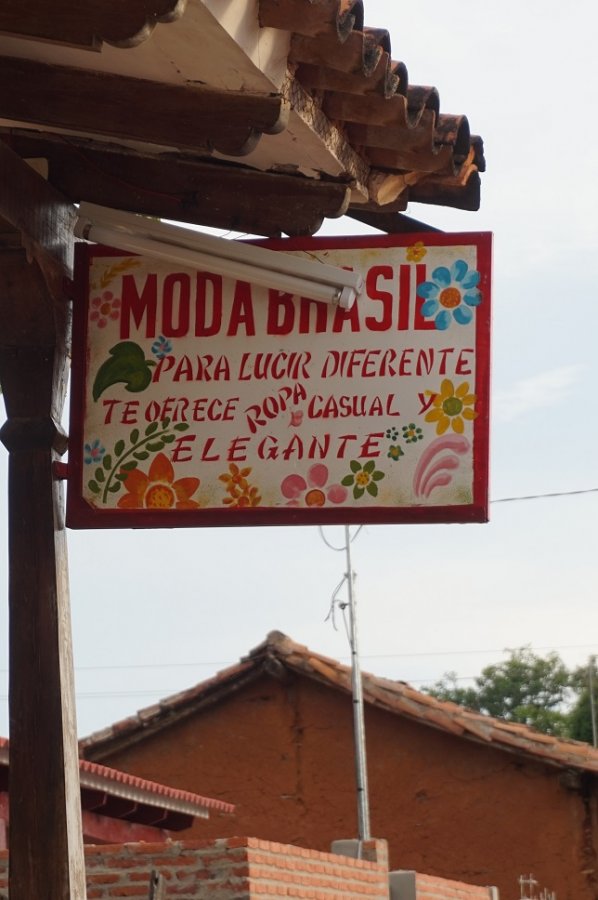 MODA BRASIL
PARA LUCIR DIFERENTE
TE OFRECE ROPA CASUAL Y
ELEGANTE